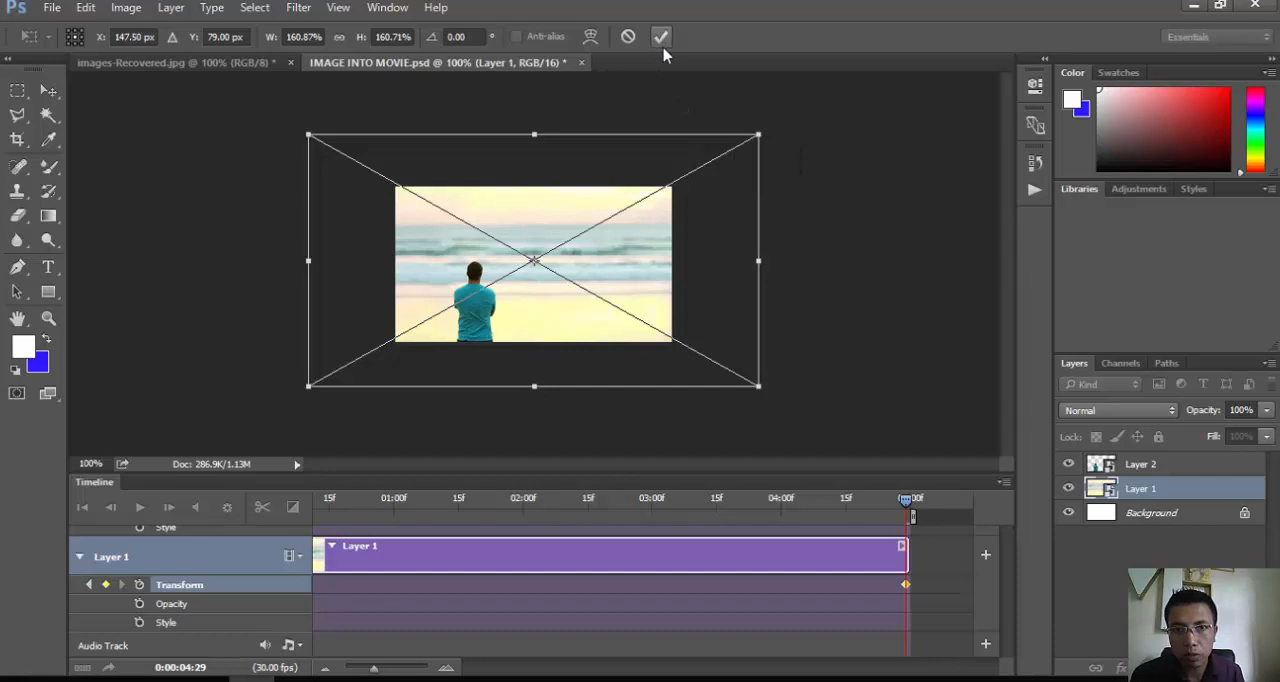 Ps File Edit Image Layer Type Select Filter View Window Help
X: 147.50 px Y: 79.00 px W: 160.87% H: 160.71% 0.00 ° Anti-alias Essentials
images-Recovered.jpg @ 100% (RGB/8) * × IMAGE INTO MOVIE.psd @ 100% (Layer 1, RGB/16) * ×
Color Swatches
Libraries Adjustments Styles
Layers Channels Paths
Kind
Normal Opacity: 100%
Lock: Fill: 100%
Layer 2
Layer 1
Background
100% Doc: 286.9K/1.13M
Timeline
15f 01:00f 15f 02:00f 15f 03:00f 15f 04:00f 15f 00f
Style
Layer 1 Layer 1
Transform
Opacity
Style
Audio Track
0:00:04:29 (30.00 fps)
fx